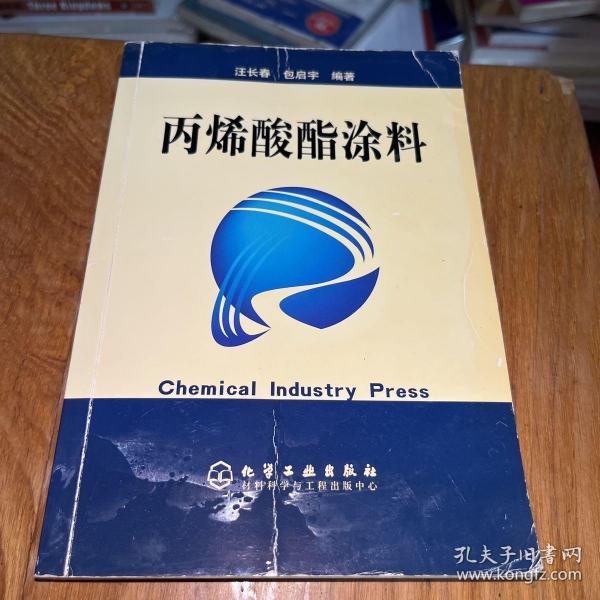 Three Kingdoms
汪长春 包启宇 编著
丙烯酸酯涂料
Chemical Industry Press
化学工业出版社
材料科学与工程出版中心
孔夫子旧书网
www.kongfz.com